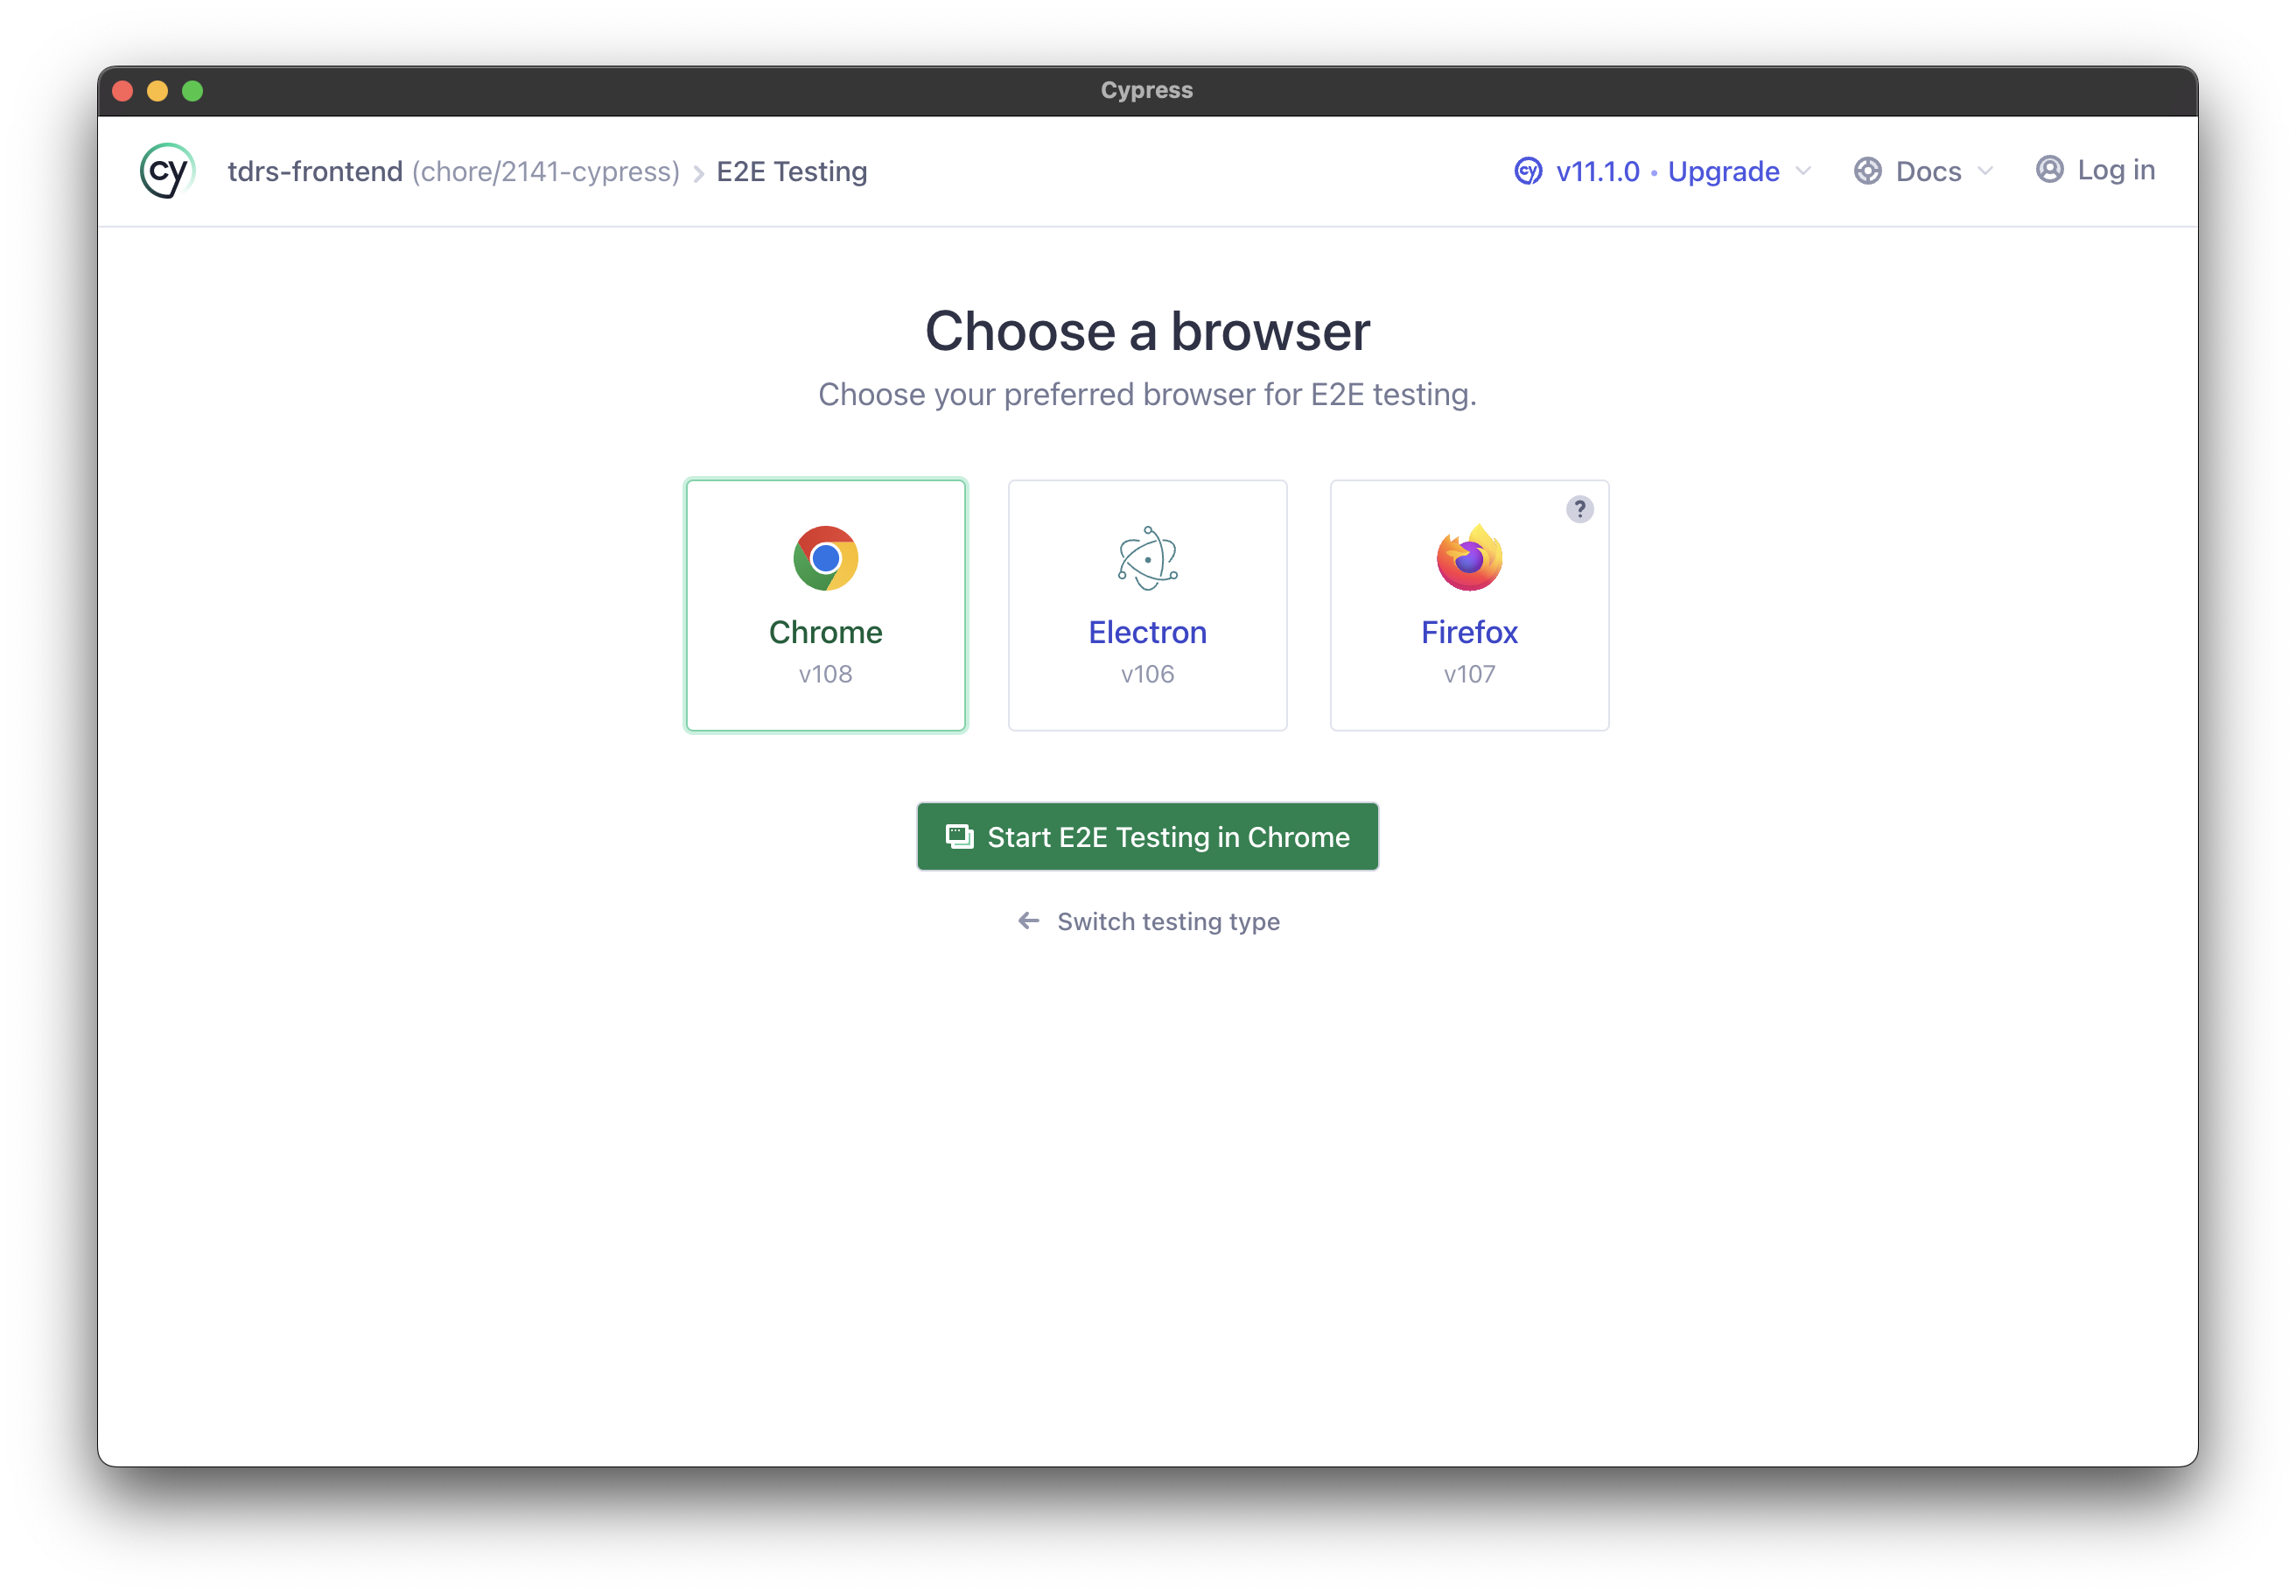 Cypress
cy tdrs-frontend (chore/2141-cypress) > E2E Testing
cy v11.1.0 • Upgrade Docs Log in
Choose a browser
Choose your preferred browser for E2E testing.
?
Chrome Electron Firefox
v108 v106 v107
Start E2E Testing in Chrome
← Switch testing type